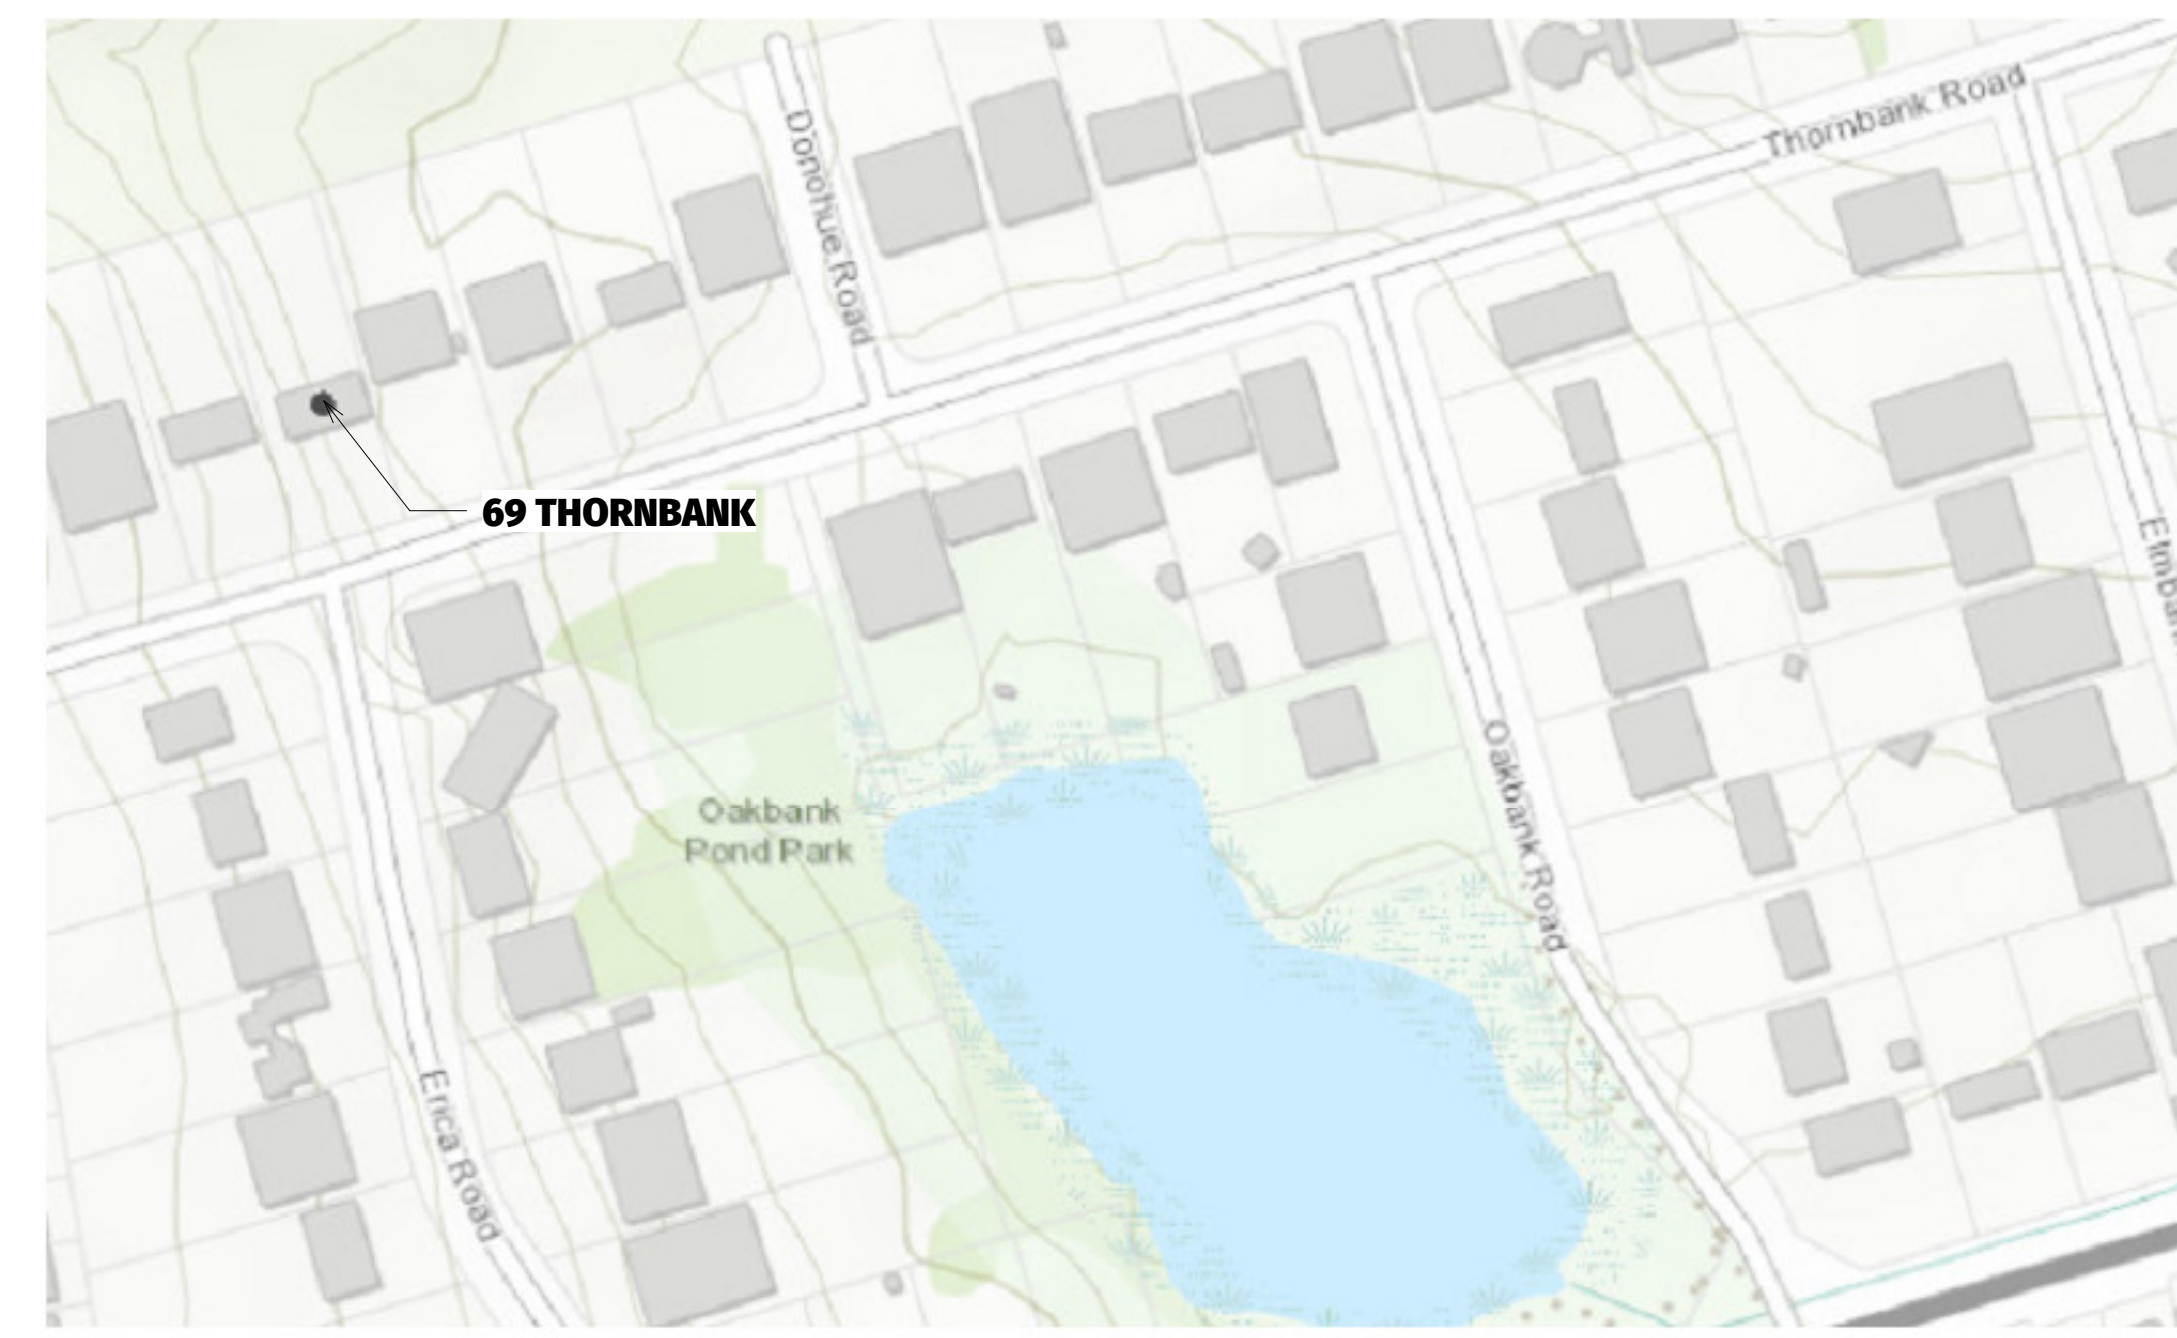 Thornbank Road
Donohue Road
69 THORNBANK
Oakbank
Pond Park
Oakbank Road
Erica Road